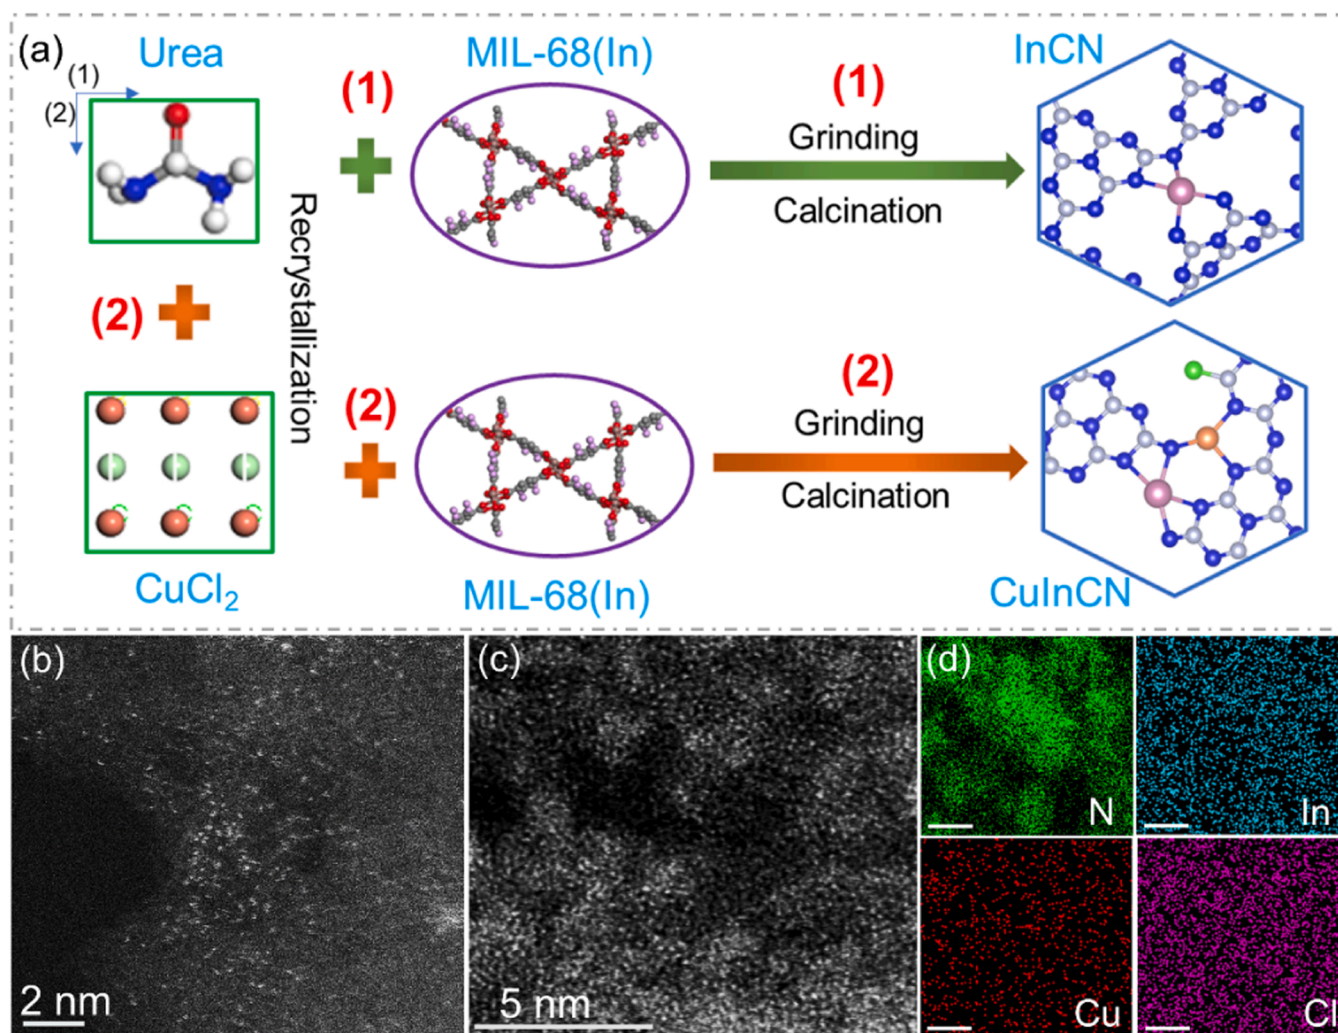 (a)
Urea
MIL-68(In)
InCN
(1)
(2)
(1)
(1)
Grinding
Calcination
Recrystallization
(2)
(2)
(2)
Grinding
Calcination
CuCl₂
MIL-68(In)
CuInCN
(b)
2 nm
(c)
5 nm
(d)
N
In
Cu
Cl